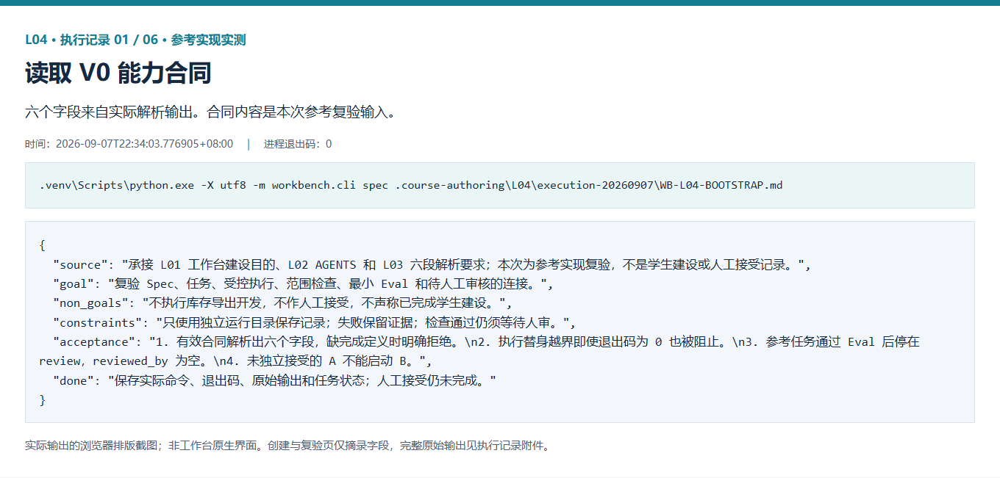 L04 • 执行记录 01 / 06 • 参考实现实测
读取 V0 能力合同
六个字段来自实际解析输出。合同内容是本次参考复验输入。
时间：2026-09-07T22:34:03.776905+08:00 | 进程退出码：0
.venv\Scripts\python.exe -X utf8 -m workbench.cli spec .course-authoring\L04\execution-20260907\WB-L04-BOOTSTRAP.md
{
  "source": "承接 L01 工作台建设目的、L02 AGENTS 和 L03 六段解析要求；本次为参考实现复验，不是学生建设或人工接受记录。",
  "goal": "复验 Spec、任务、受控执行、范围检查、最小 Eval 和待人工审核的连接。",
  "non_goals": "不执行库存导出开发，不作人工接受，不声称已完成学生建设。",
  "constraints": "只使用独立运行目录保存记录；失败保留证据；检查通过仍须等待人审。",
  "acceptance": "1. 有效合同解析出六个字段，缺完成定义时明确拒绝。\n2. 执行替身越界即使退出码为 0 也被阻止。\n3. 参考任务通过 Eval 后停在
review，reviewed_by 为空。\n4. 未独立接受的 A 不能启动 B。",
  "done": "保存实际命令、退出码、原始输出和任务状态；人工接受仍未完成。"
}
实际输出的浏览器排版截图；非工作台原生界面。创建与复验页仅摘录字段，完整原始输出见执行记录附件。